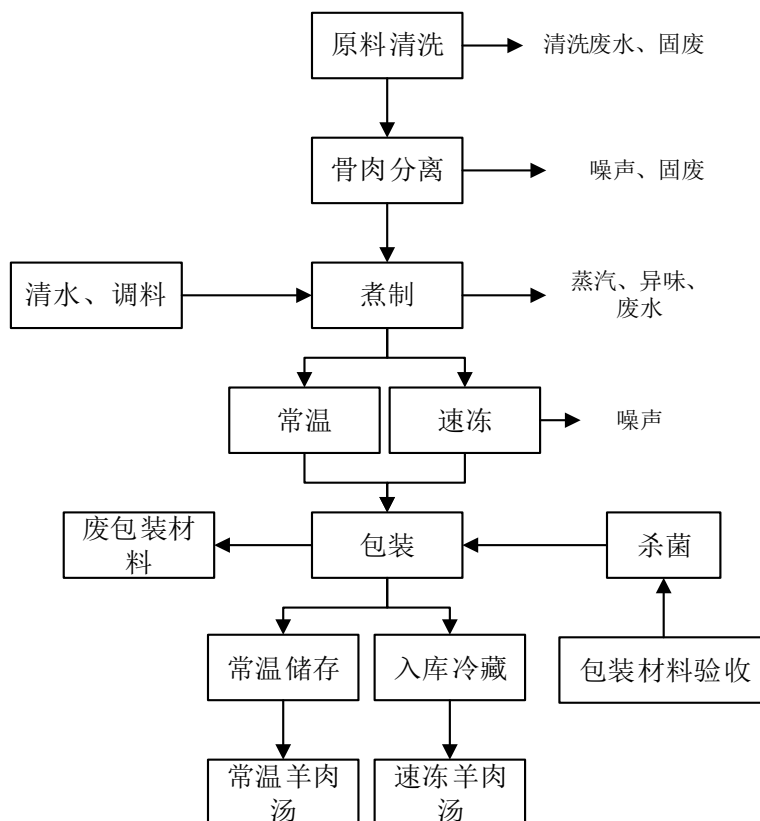 原料清洗
清洗废水、固废
骨肉分离
噪声、固废
清水、调料
煮制
蒸汽、异味、
废水
常温
速冻
噪声
废包装材
料
包装
杀菌
常温储存
入库冷藏
包装材料验收
常温羊肉
汤
速冻羊肉
汤